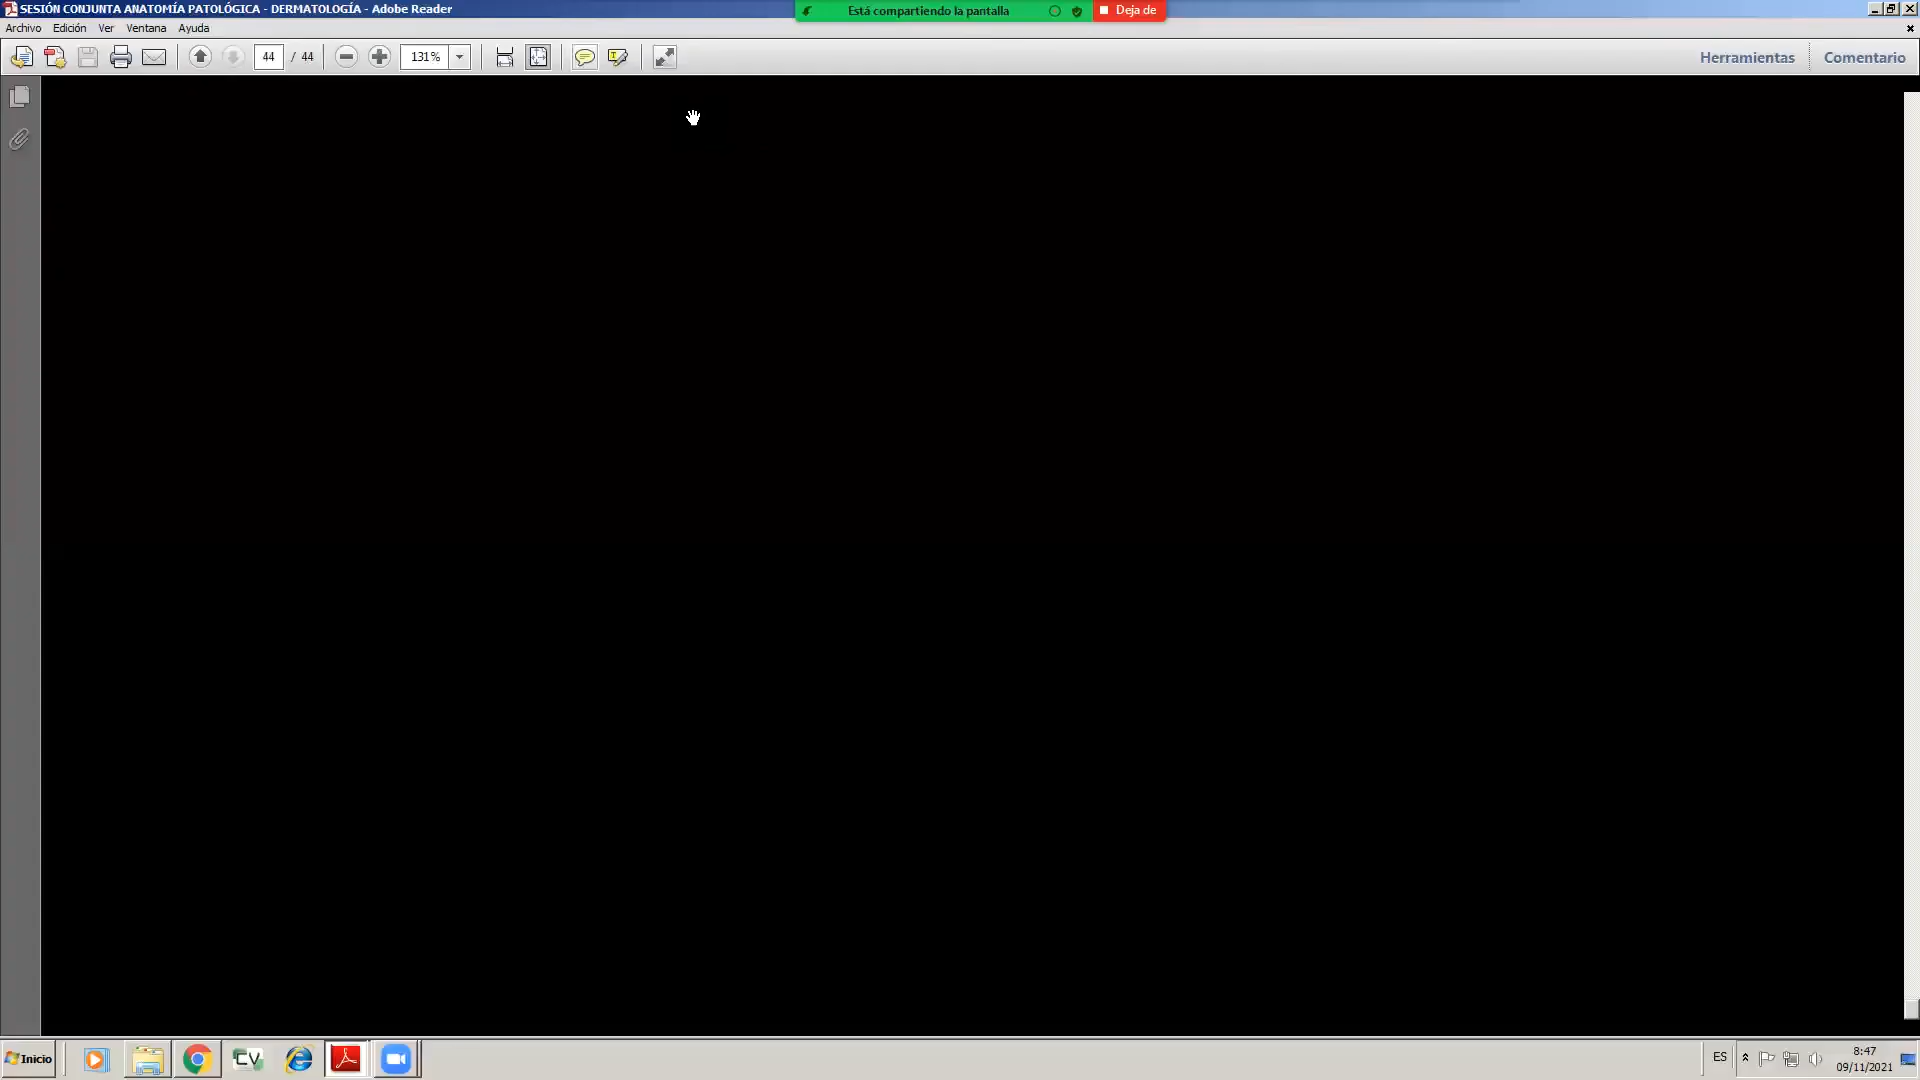 SESIÓN CONJUNTA ANATOMÍA PATOLÓGICA - DERMATOLOGÍA - Adobe Reader
Está compartiendo la pantalla
Deja de
Archivo Edición Ver Ventana Ayuda
44 / 44
131%
Herramientas
Comentario
Inicio
CV
ES
8:47
09/11/2021